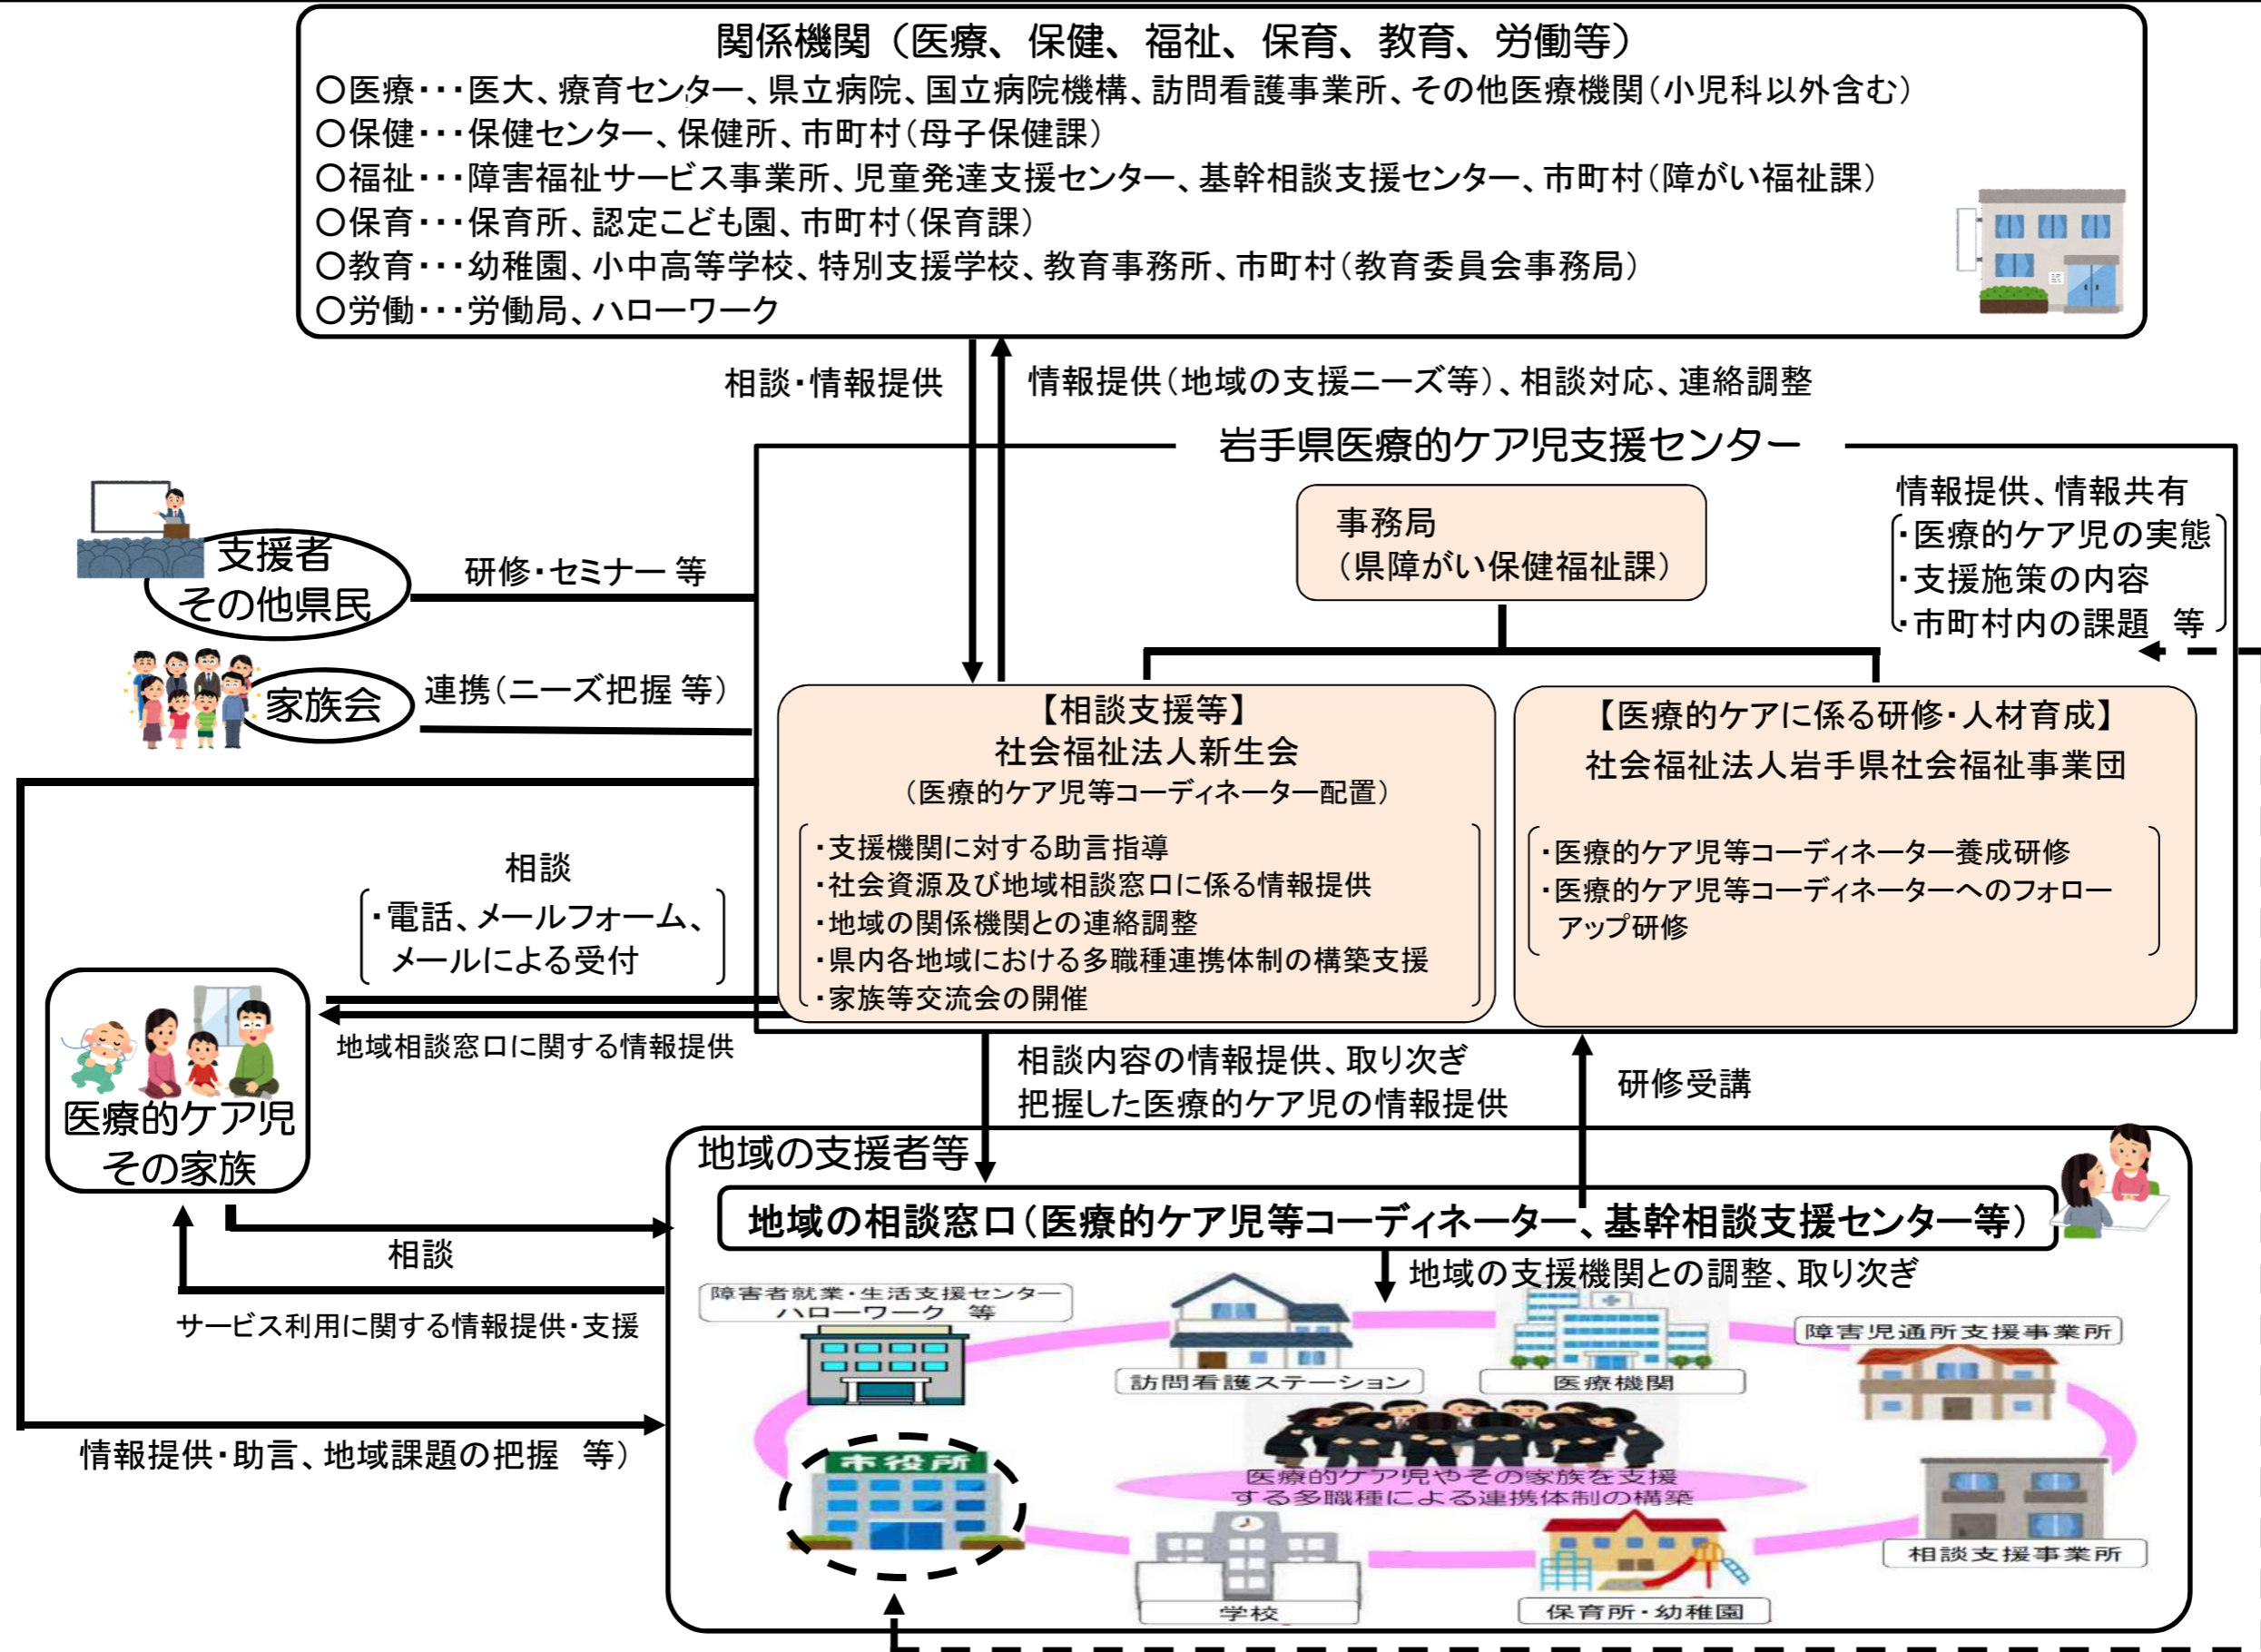 関係機関（医療、保健、福祉、保育、教育、労働等）
○医療・・・医大、療育センター、県立病院、国立病院機構、訪問看護事業所、その他医療機関（小児科以外含む）
○保健・・・保健センター、保健所、市町村（母子保健課）
○福祉・・・障害福祉サービス事業所、児童発達支援センター、基幹相談支援センター、市町村（障がい福祉課）
○保育・・・保育所、認定こども園、市町村（保育課）
○教育・・・幼稚園、小中高等学校、特別支援学校、教育事務所、市町村（教育委員会事務局）
○労働・・・労働局、ハローワーク
相談・情報提供
情報提供（地域の支援ニーズ等）、相談対応、連絡調整
岩手県医療的ケア児支援センター
事務局
（県障がい保健福祉課）
情報提供、情報共有
・医療的ケア児の実態
・支援施策の内容
・市町村内の課題　等
支援者
その他県民
研修・セミナー 等
家族会
連携（ニーズ把握 等）
【相談支援等】
社会福祉法人新生会
（医療的ケア児等コーディネーター配置）
・支援機関に対する助言指導
・社会資源及び地域相談窓口に係る情報提供
・地域の関係機関との連絡調整
・県内各地域における多職種連携体制の構築支援
・家族等交流会の開催
【医療的ケアに係る研修・人材育成】
社会福祉法人岩手県社会福祉事業団
・医療的ケア児等コーディネーター養成研修
・医療的ケア児等コーディネーターへのフォロー
アップ研修
相談
・電話、メールフォーム、
メールによる受付
地域相談窓口に関する情報提供
医療的ケア児
その家族
相談内容の情報提供、取り次ぎ
把握した医療的ケア児の情報提供
研修受講
地域の支援者等
地域の相談窓口（医療的ケア児等コーディネーター、基幹相談支援センター等）
相談
サービス利用に関する情報提供・支援
情報提供・助言、地域課題の把握　等）
地域の支援機関との調整、取り次ぎ
障害者就業・生活支援センター
ハローワーク　等
訪問看護ステーション
医療機関
障害児通所支援事業所
市役所
医療的ケア児やその家族を支援
する多職種による連携体制の構築
相談支援事業所
学校
保育所・幼稚園